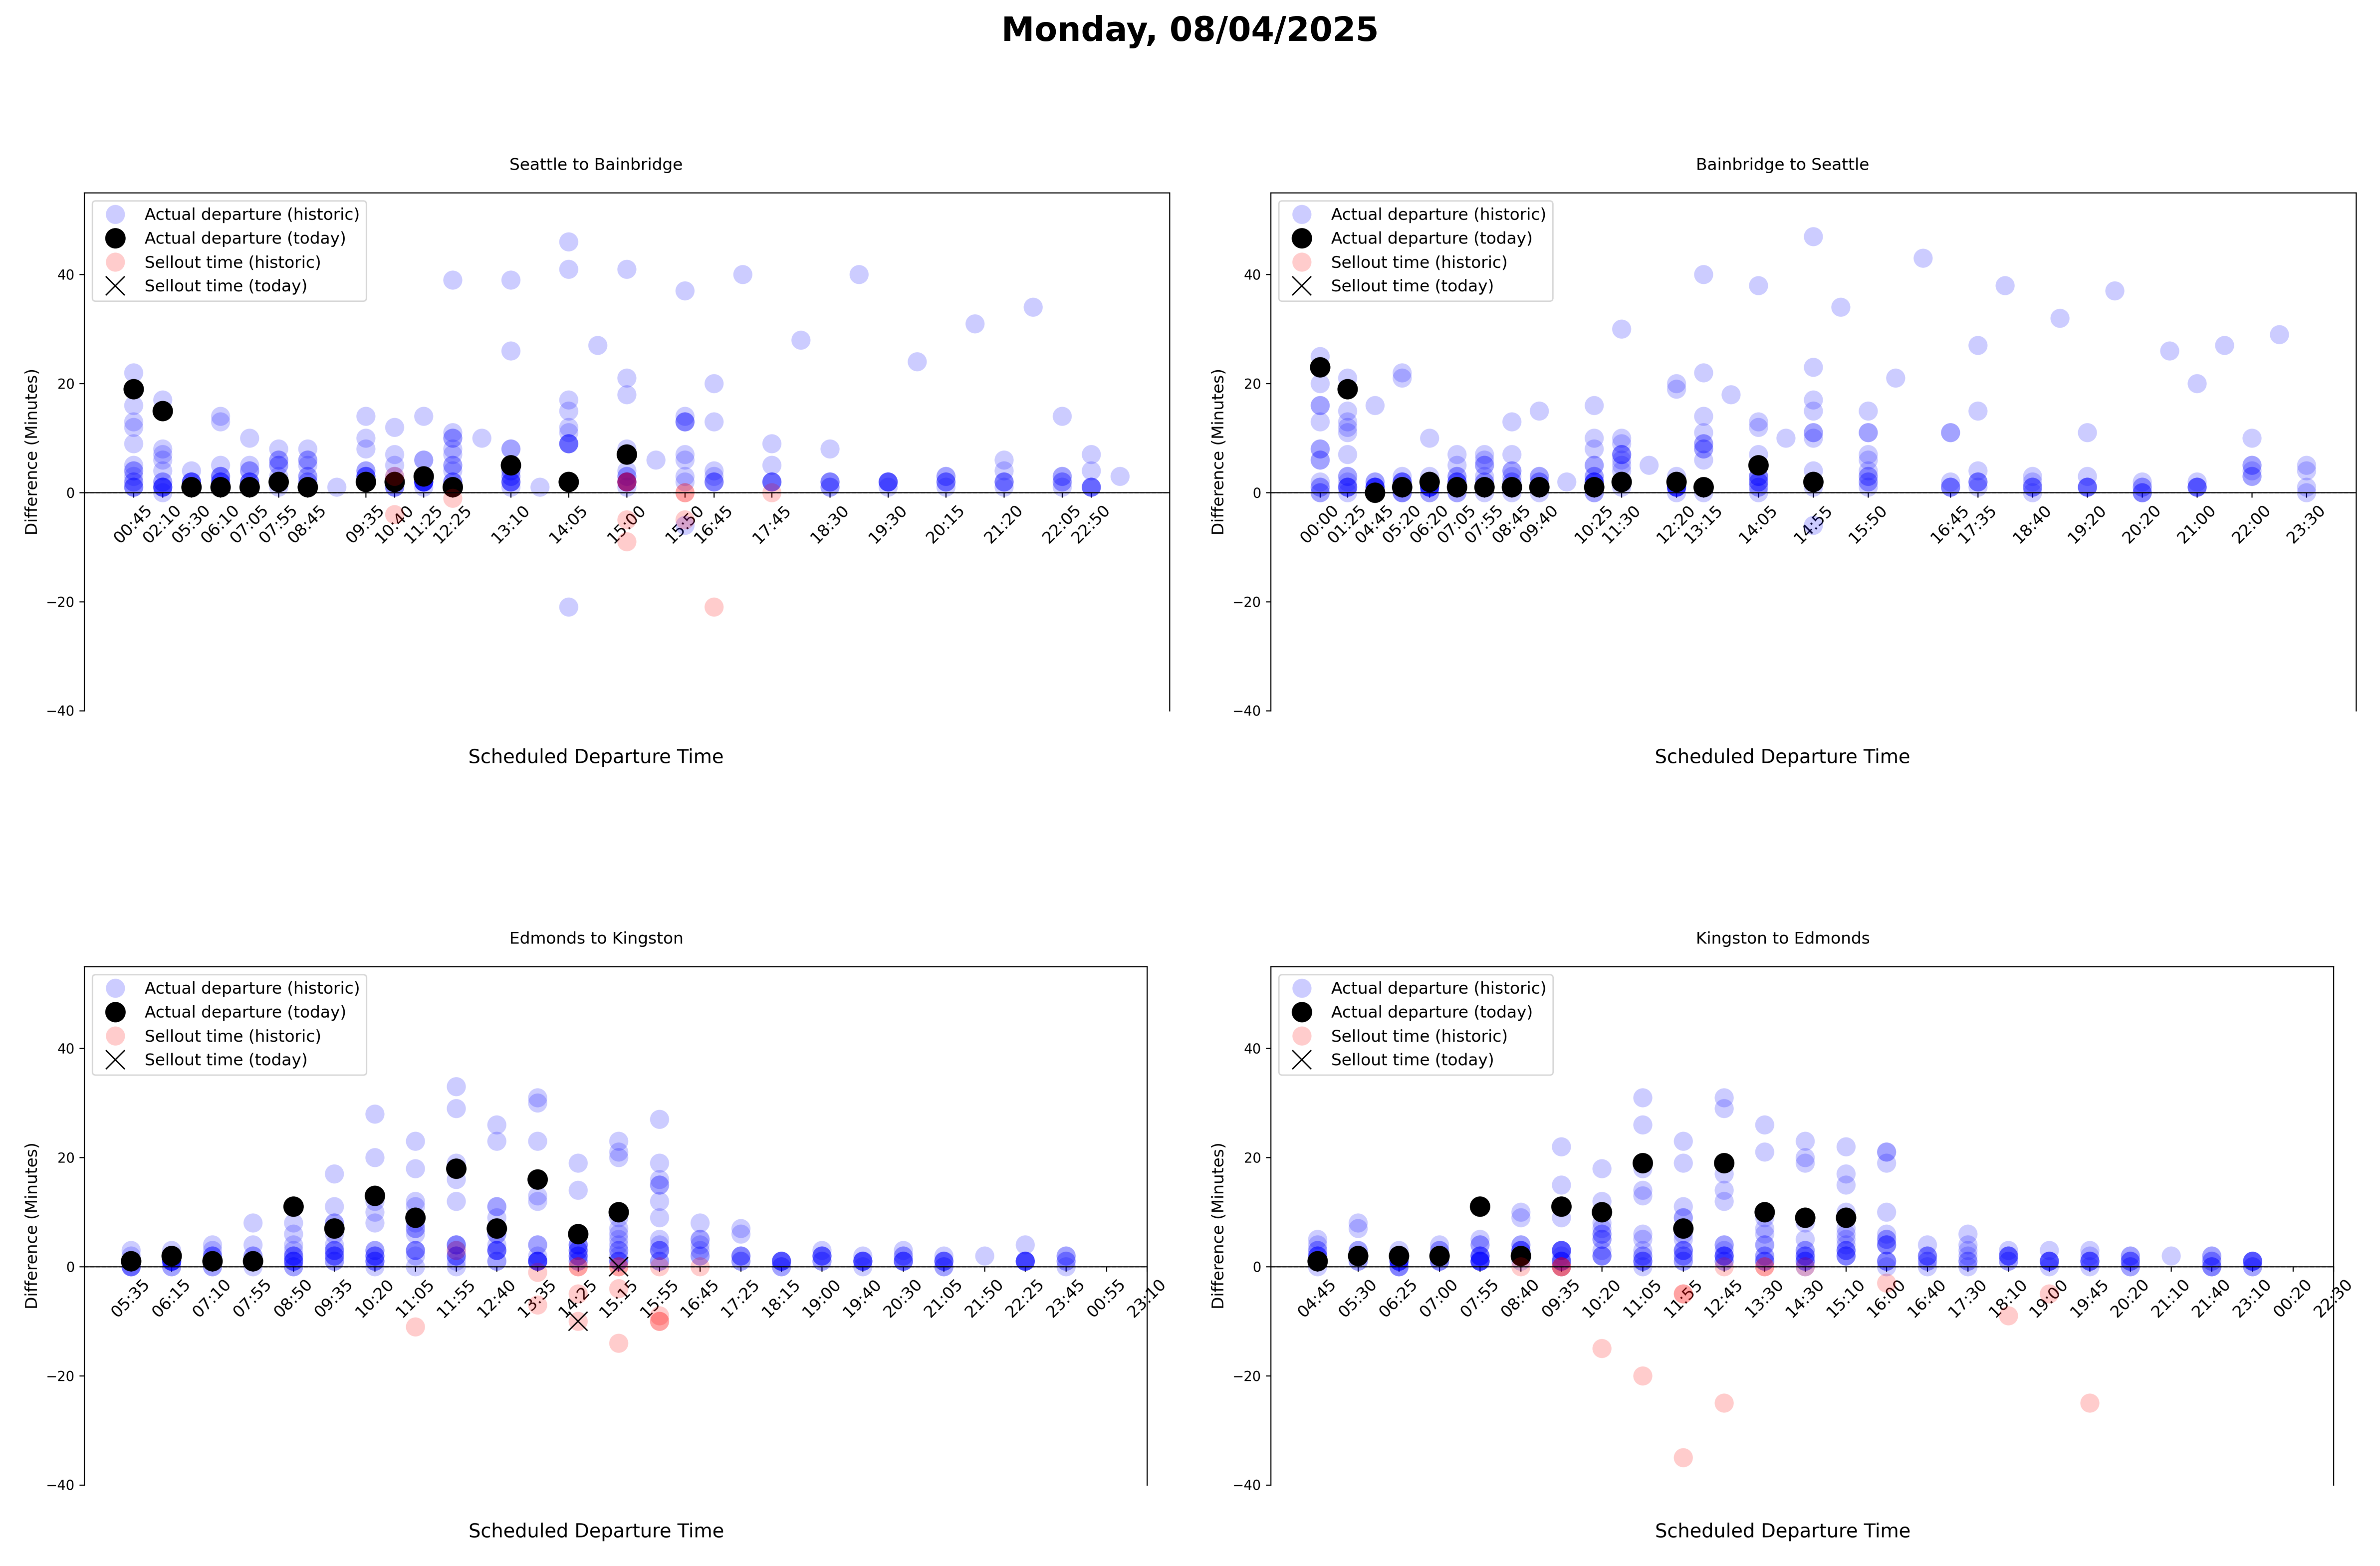 Monday, 08/04/2025
Seattle to Bainbridge
Actual departure (historic)
Actual departure (today)
Sellout time (historic)
Sellout time (today)
Difference (Minutes)
40
20
0
−20
−40
00:45 02:10 05:30 06:10 07:05 07:55 08:45 09:35 10:40 11:25 12:25 13:10 14:05 15:00 15:50 16:45 17:45 18:30 19:30 20:15 21:20 22:05 22:50
Scheduled Departure Time
Bainbridge to Seattle
Actual departure (historic)
Actual departure (today)
Sellout time (historic)
Sellout time (today)
Difference (Minutes)
40
20
0
−20
−40
00:00 01:25 04:45 05:20 06:20 07:05 07:55 08:45 09:40 10:25 11:30 12:20 13:15 14:05 14:55 15:50 16:45 17:35 18:40 19:20 20:20 21:00 22:00 23:30
Scheduled Departure Time
Edmonds to Kingston
Actual departure (historic)
Actual departure (today)
Sellout time (historic)
Sellout time (today)
Difference (Minutes)
40
20
0
−20
−40
05:35 06:15 07:10 07:55 08:50 09:35 10:20 11:05 11:55 12:40 13:35 14:25 15:15 15:55 16:45 17:25 18:15 19:00 19:40 20:30 21:05 21:50 22:25 23:45 00:55 23:10
Scheduled Departure Time
Kingston to Edmonds
Actual departure (historic)
Actual departure (today)
Sellout time (historic)
Sellout time (today)
Difference (Minutes)
40
20
0
−20
−40
04:45 05:30 06:25 07:00 07:55 08:40 09:35 10:20 11:05 11:55 12:45 13:30 14:30 15:10 16:00 16:40 17:30 18:10 19:00 19:45 20:20 21:10 21:40 23:10 00:20 22:30
Scheduled Departure Time